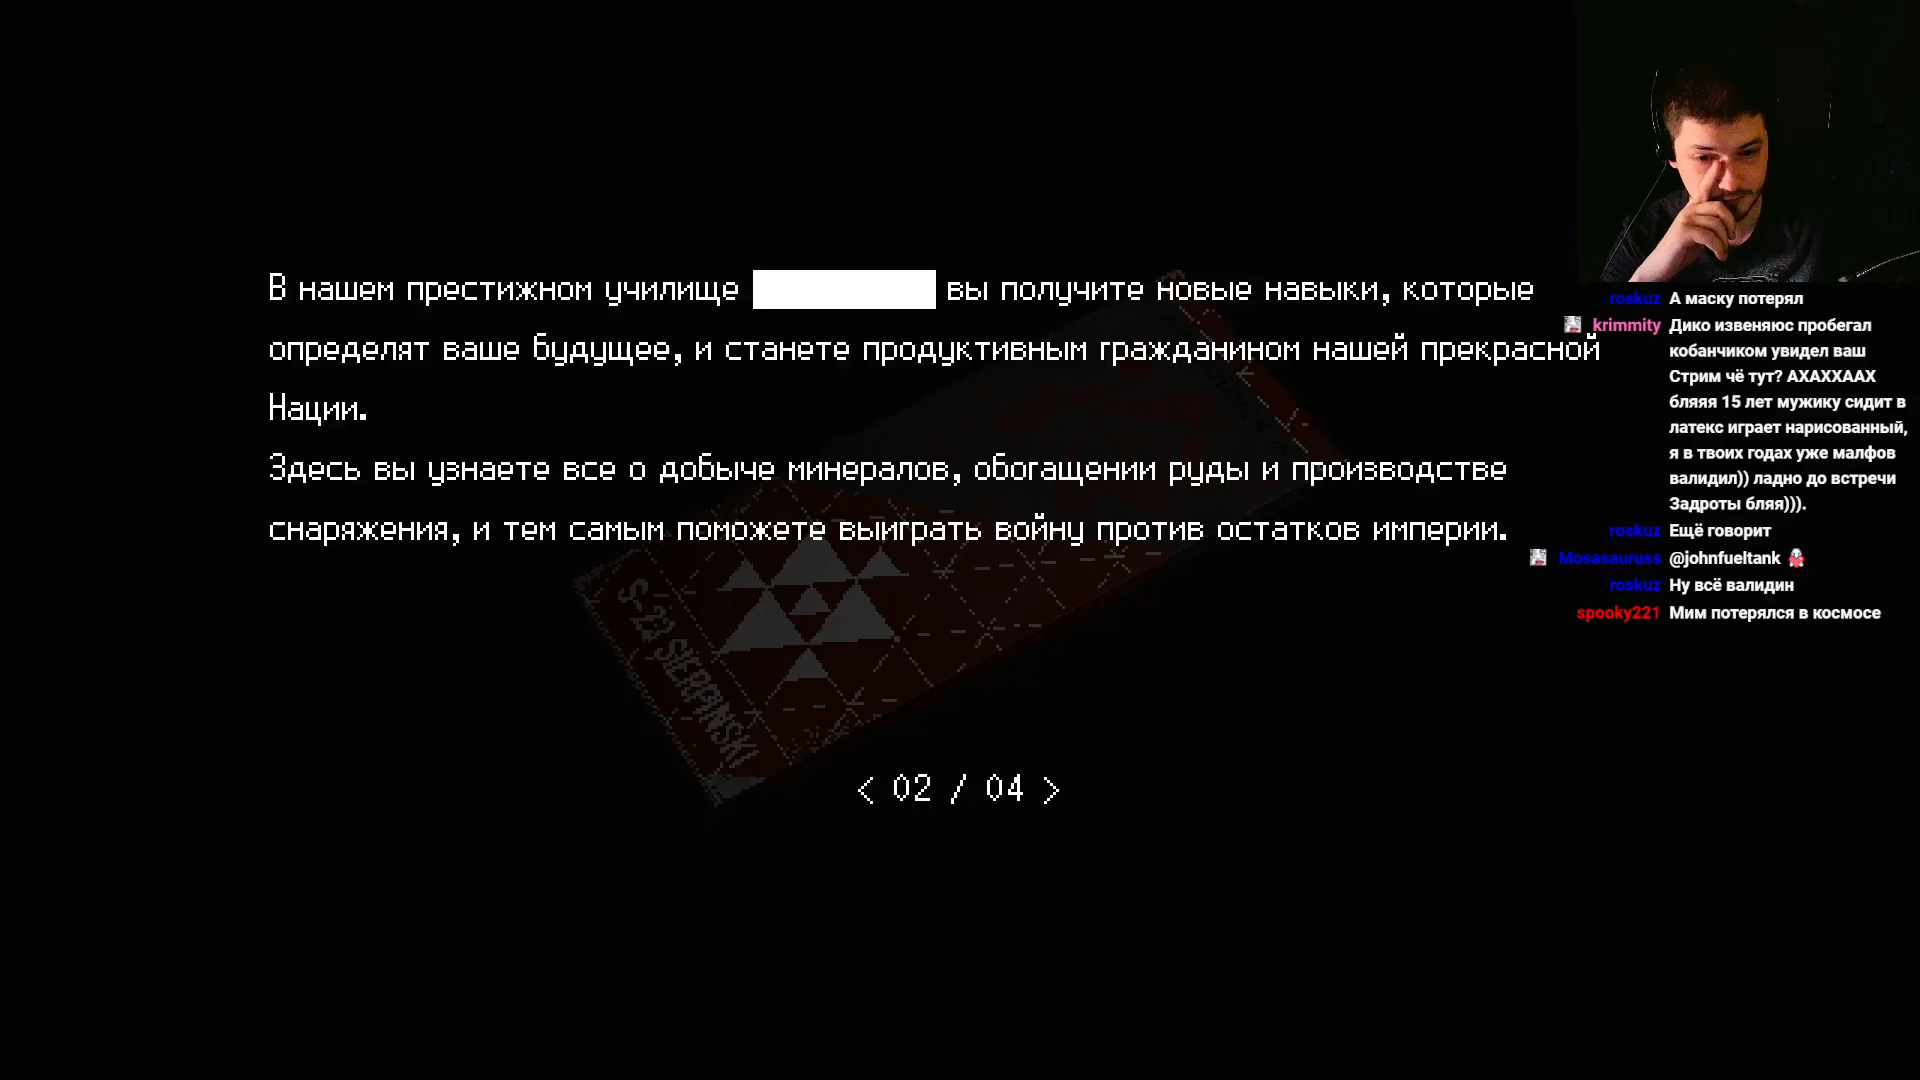 В нашем престижном училище вы получите новые навыки, которые
определят ваше будущее, и станете продуктивным гражданином нашей прекрасной
Нации.
Здесь вы узнаете все о добыче минералов, обогащении руды и производстве
снаряжения, и тем самым поможете выиграть войну против остатков империи.
S-23 SIERPINSKI
< 02 / 04 >
roskuz А маску потерял
krimmity Дико извеняюс пробегал
кобанчиком увидел ваш
Стрим чё тут? АХАХХААХ
бляяя 15 лет мужику сидит в
латекс играет нарисованный,
я в твоих годах уже малфов
валидил)) ладно до встречи
Задроты бляя))).
roskuz Ещё говорит
Mosasauruss @johnfueltank
roskuz Ну всё валидин
spooky221 Мим потерялся в космосе